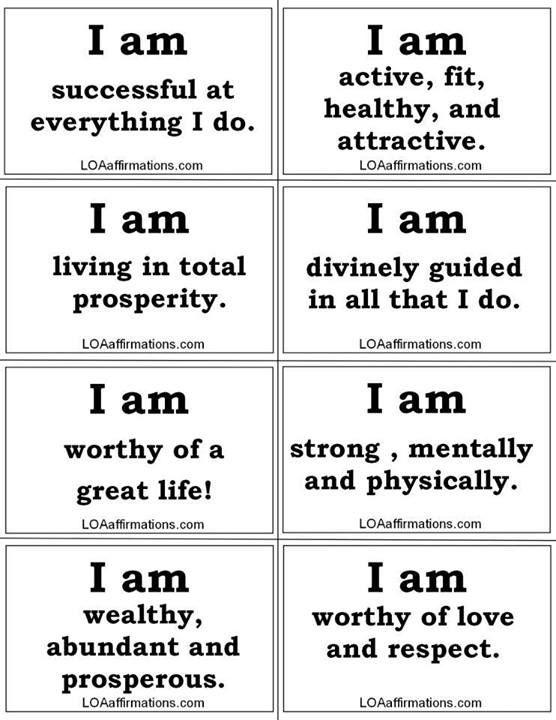 I am
successful at
everything I do.
LOAaffirmations.com
I am
active, fit,
healthy, and
attractive.
LOAaffirmations.com
I am
living in total
prosperity.
LOAaffirmations.com
I am
divinely guided
in all that I do.
LOAaffirmations.com
I am
worthy of a
great life!
LOAaffirmations.com
I am
strong , mentally
and physically.
LOAaffirmations.com
I am
wealthy,
abundant and
prosperous.
LOAaffirmations.com
I am
worthy of love
and respect.
LOAaffirmations.com